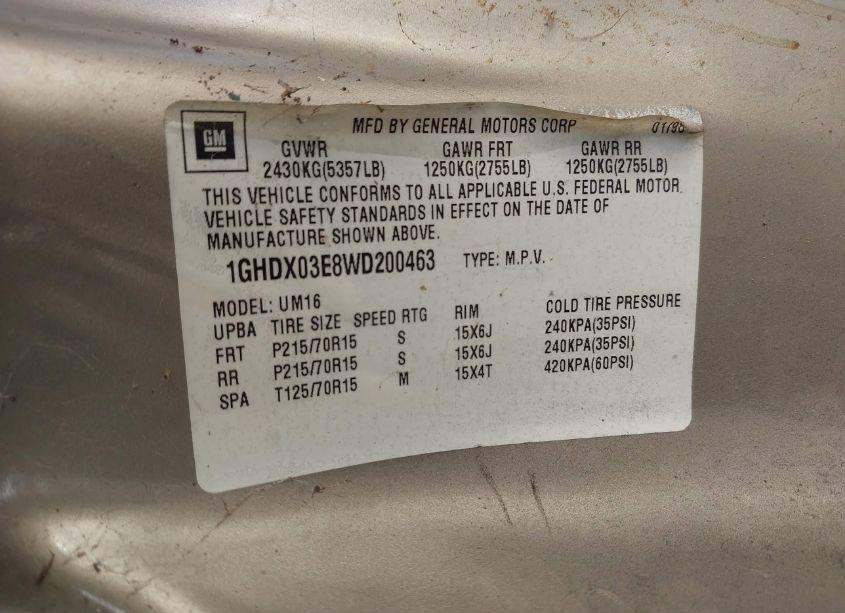 GM
MFD BY GENERAL MOTORS CORP 01/98
GVWR GAWR FRT GAWR RR
2430KG(5357LB) 1250KG(2755LB) 1250KG(2755LB)
THIS VEHICLE CONFORMS TO ALL APPLICABLE U.S. FEDERAL MOTOR
VEHICLE SAFETY STANDARDS IN EFFECT ON THE DATE OF
MANUFACTURE SHOWN ABOVE.
1GHDX03E8WD200463 TYPE: M.P.V.
MODEL: UM16
UPBA TIRE SIZE SPEED RTG RIM COLD TIRE PRESSURE
FRT P215/70R15 S 15X6J 240KPA(35PSI)
RR P215/70R15 S 15X6J 240KPA(35PSI)
SPA T125/70R15 M 15X4T 420KPA(60PSI)